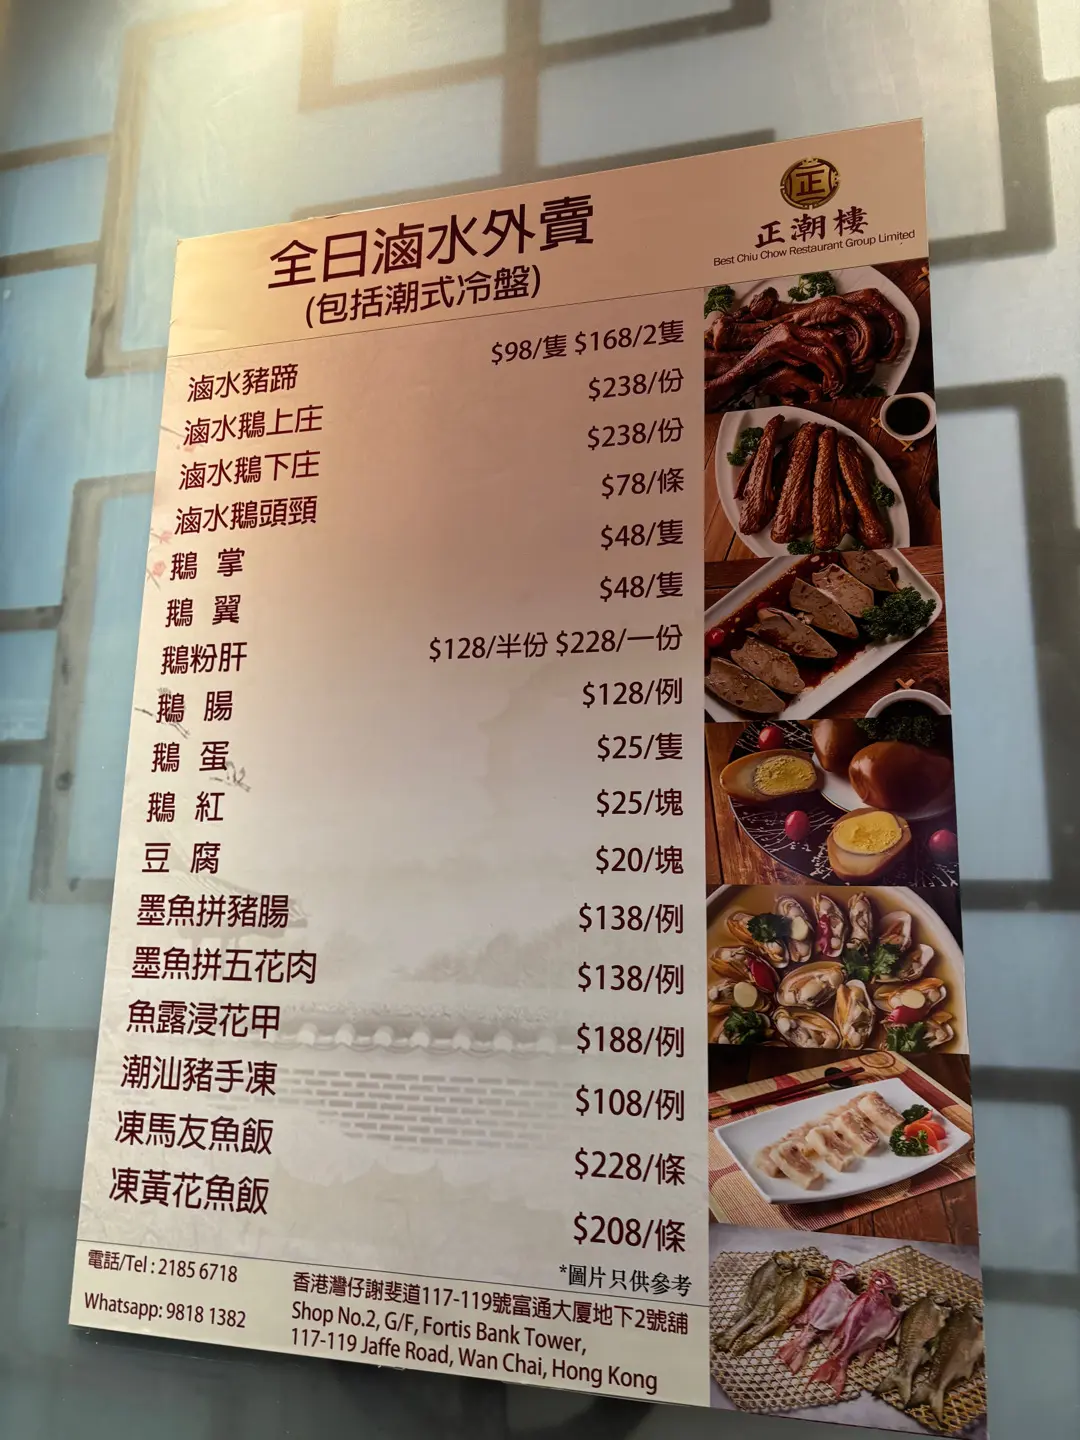 正
正潮樓
Best Chiu Chow Restaurant Group Limited
全日滷水外賣
(包括潮式冷盤)
滷水豬蹄 $98/隻 $168/2隻
滷水鵝上庄 $238/份
滷水鵝下庄 $238/份
滷水鵝頭頸 $78/條
鵝 掌 $48/隻
鵝 翼 $48/隻
鵝粉肝 $128/半份 $228/一份
鵝 腸 $128/例
鵝 蛋 $25/隻
鵝 紅 $25/塊
豆 腐 $20/塊
墨魚拼豬腸 $138/例
墨魚拼五花肉 $138/例
魚露浸花甲 $188/例
潮汕豬手凍 $108/例
凍馬友魚飯 $228/條
凍黃花魚飯 $208/條
*圖片只供參考
電話/Tel : 2185 6718
Whatsapp: 9818 1382
香港灣仔謝斐道117-119號富通大厦地下2號舖
Shop No.2, G/F, Fortis Bank Tower,
117-119 Jaffe Road, Wan Chai, Hong Kong